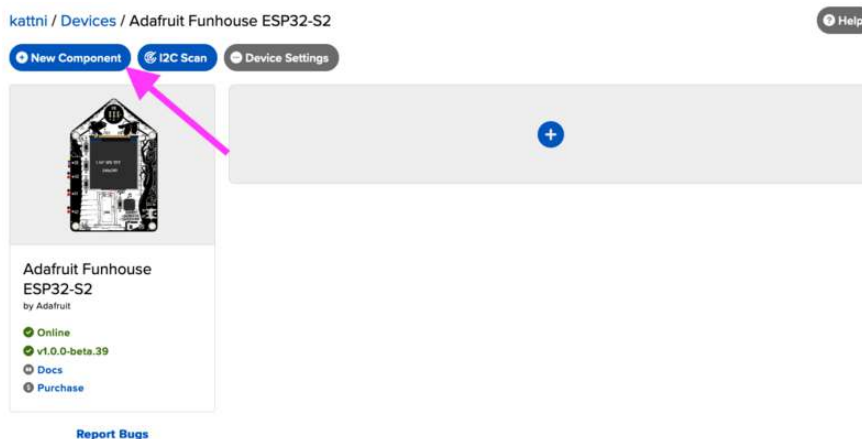 kattni / Devices / Adafruit Funhouse ESP32-S2
Help
New Component
I2C Scan
Device Settings
Adafruit Funhouse
ESP32-S2
by Adafruit
Online
v1.0.0-beta.39
Docs
Purchase
Report Bugs